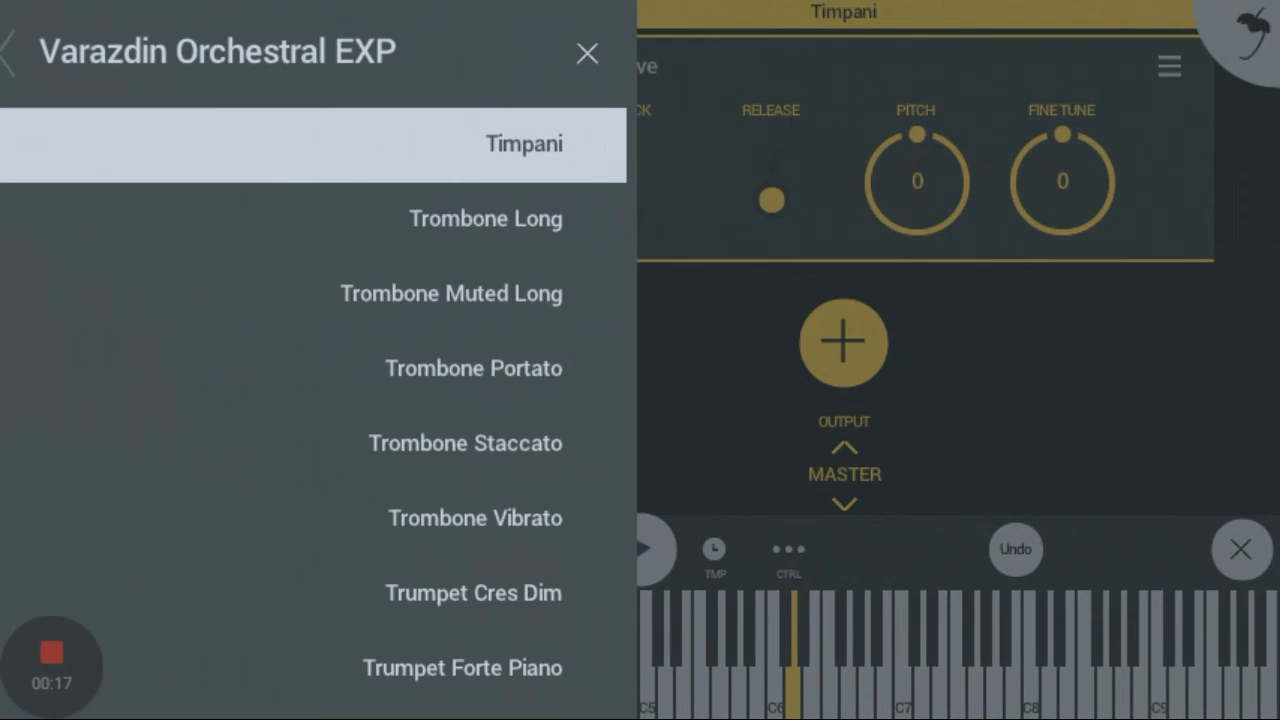 Varazdin Orchestral EXP
Timpani
Trombone Long
Trombone Muted Long
Trombone Portato
Trombone Staccato
Trombone Vibrato
Trumpet Cres Dim
Trumpet Forte Piano
00:17
Timpani
ve
CK
RELEASE
PITCH
FINE TUNE
0
0
OUTPUT
MASTER
TMP
CTRL
Undo
C5
C6
C7
C8
C9